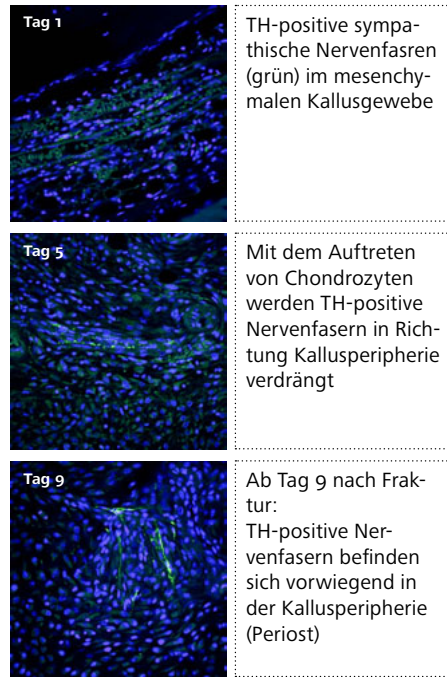 Tag 1
TH-positive sympa-
thische Nervenfasren
(grün) im mesenchy-
malen Kallusgewebe
Tag 5
Mit dem Auftreten
von Chondrozyten
werden TH-positive
Nervenfasern in Rich-
tung Kallusperipherie
verdrängt
Tag 9
Ab Tag 9 nach Frak-
tur:
TH-positive Ner-
venfasern befinden
sich vorwiegend in
der Kallusperipherie
(Periost)